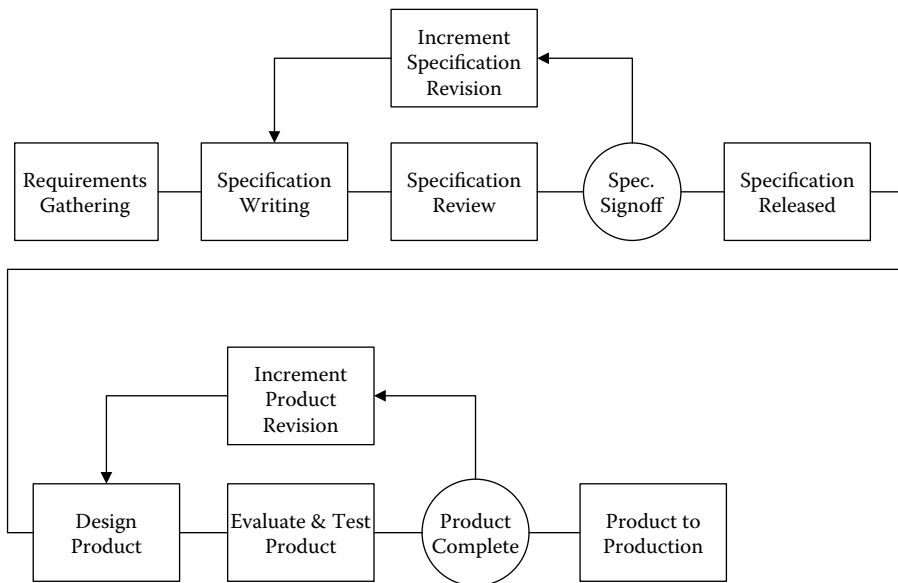 Increment
Specification
Revision
Requirements
Gathering
Specification
Writing
Specification
Review
Spec.
Signoff
Specification
Released
Increment
Product
Revision
Design
Product
Evaluate & Test
Product
Product
Complete
Product to
Production